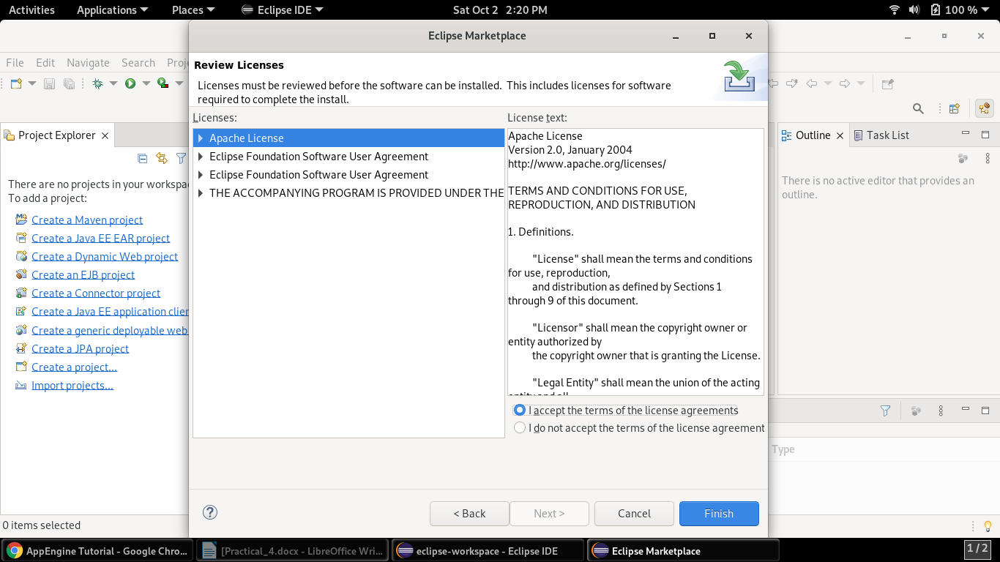 Activities Applications Places Eclipse IDE Sat Oct 2 2:20 PM 100 %
Eclipse Marketplace
File Edit Navigate Search Proj
Review Licenses
Licenses must be reviewed before the software can be installed. This includes licenses for software
required to complete the install.
Licenses:
Apache License
Eclipse Foundation Software User Agreement
Eclipse Foundation Software User Agreement
THE ACCOMPANYING PROGRAM IS PROVIDED UNDER THE
License text:
Apache License
Version 2.0, January 2004
http://www.apache.org/licenses/
TERMS AND CONDITIONS FOR USE,
REPRODUCTION, AND DISTRIBUTION
1. Definitions.
"License" shall mean the terms and conditions
for use, reproduction,
and distribution as defined by Sections 1
through 9 of this document.
"Licensor" shall mean the copyright owner or
entity authorized by
the copyright owner that is granting the License.
"Legal Entity" shall mean the union of the acting
entity and all
I accept the terms of the license agreements
I do not accept the terms of the license agreement
< Back Next > Cancel Finish
Project Explorer
There are no projects in your workspac
To add a project:
Create a Maven project
Create a Java EE EAR project
Create a Dynamic Web project
Create an EJB project
Create a Connector project
Create a Java EE application clien
Create a generic deployable web
Create a JPA project
Create a project...
Import projects...
Outline Task List
There is no active editor that provides an
outline.
Type
0 items selected
AppEngine Tutorial - Google Chro...
[Practical_4.docx - LibreOffice Wri...
eclipse-workspace - Eclipse IDE
Eclipse Marketplace
1 / 2